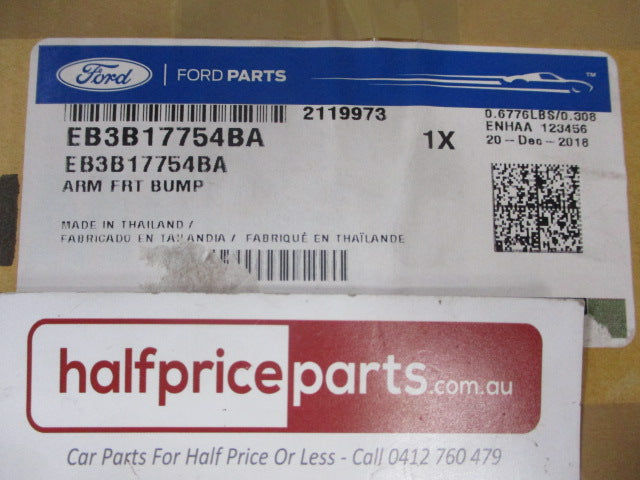 Ford | FORD PARTS ™
2119973
0.6776LBS/0.308
EB3B17754BA 1X
ENHAA 123456
20-Dec-2018
EB3B17754BA
ARM FRT BUMP
MADE IN THAILAND /
FABRICADO EN TAILANDIA / FABRIQUÉ EN THAÏLANDE
halfpriceparts.com.au
Car Parts For Half Price Or Less - Call 0412 760 479